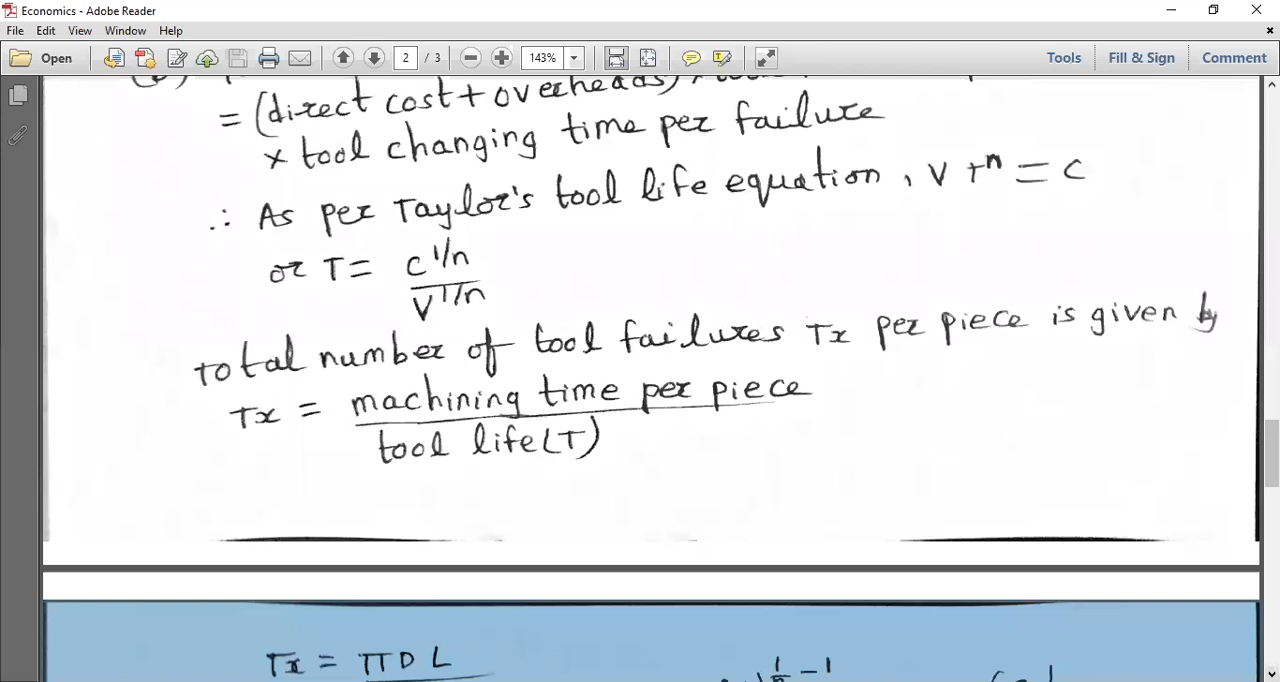 Economics - Adobe Reader
File Edit View Window Help
Open 2 / 3 143% Tools Fill & Sign Comment
= (direct cost + overheads) ×
× tool changing time per failure
∴ As per Taylor's tool life equation, V T^n = C
or T = C^1/n
V^1/n
Total number of tool failures Tx per piece is given by
Tx = machining time per piece
tool life (T)
Tx = π D L
1/n - 1